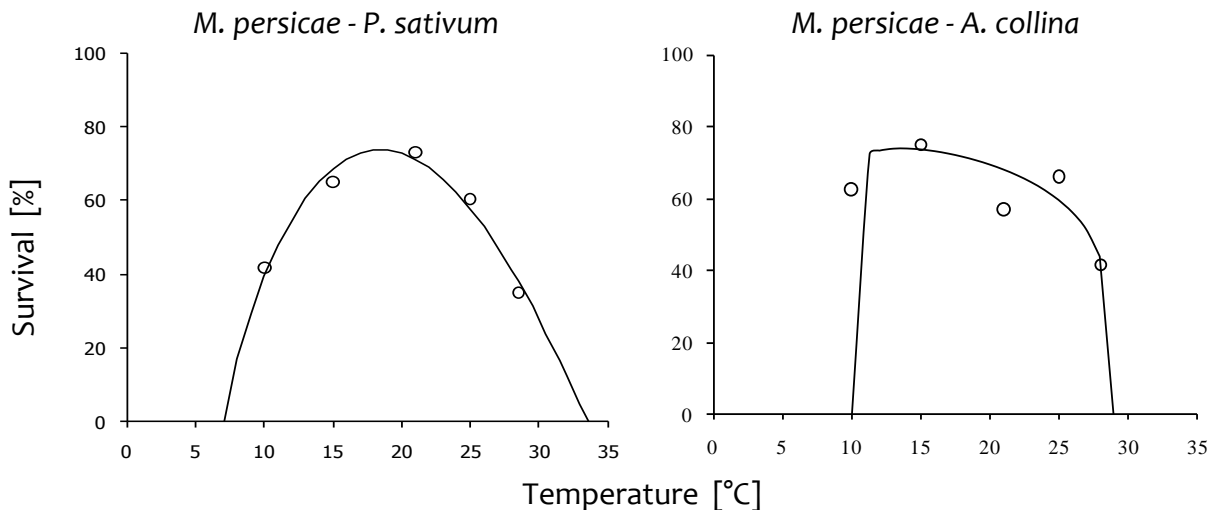 M. persicae - P. sativum
M. persicae - A. collina
Survival [%]
100
80
60
40
20
0
0 5 10 15 20 25 30 35
100
80
60
40
20
0
0 5 10 15 20 25 30 35
Temperature [°C]